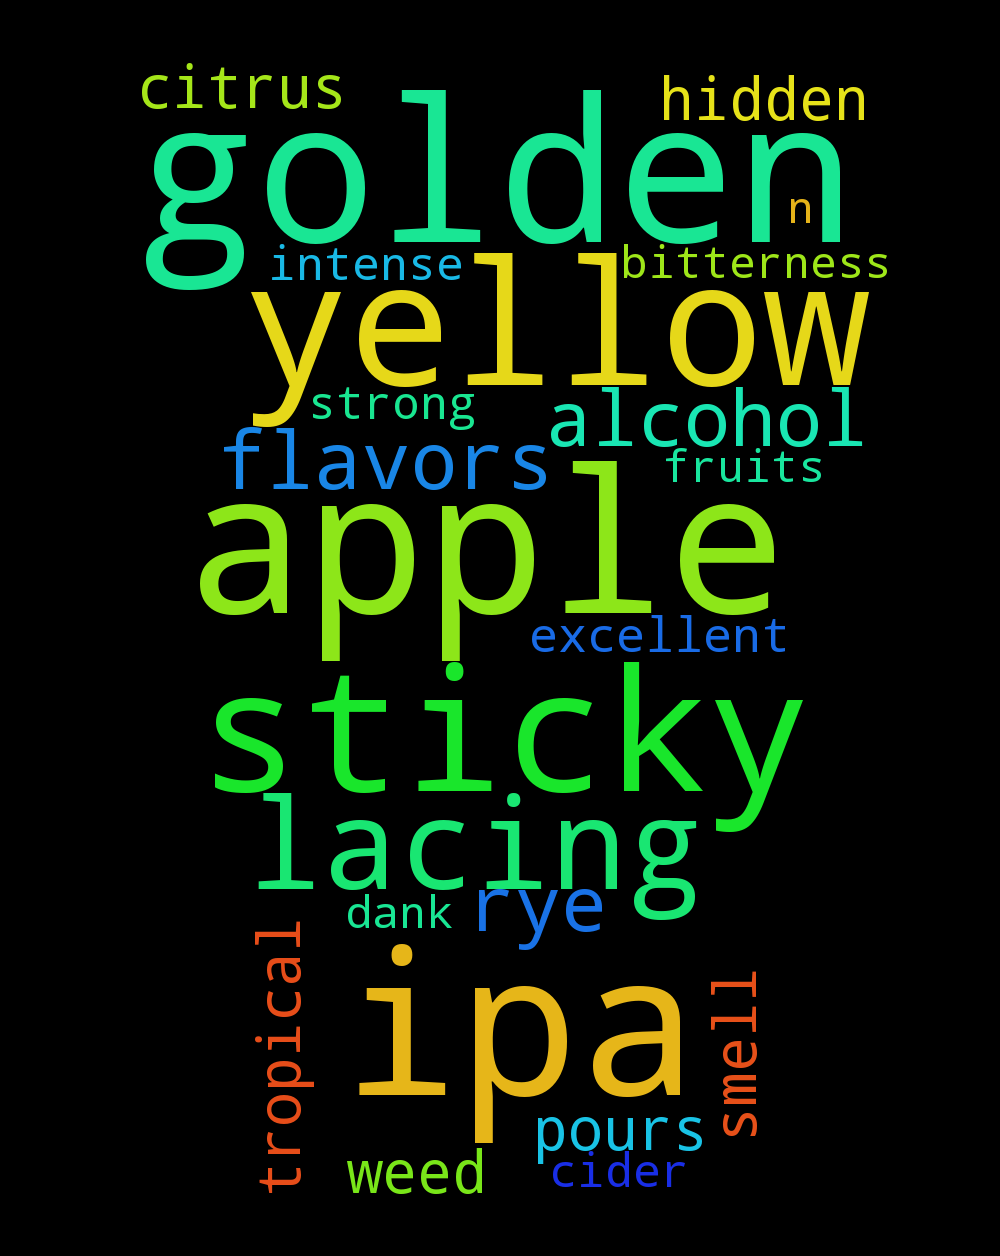 citrus
hidden
golden
n
intense
bitterness
yellow
strong
alcohol
flavors
fruits
apple
excellent
sticky
lacing
dank
rye
tropical
ipa
smell
pours
weed
cider